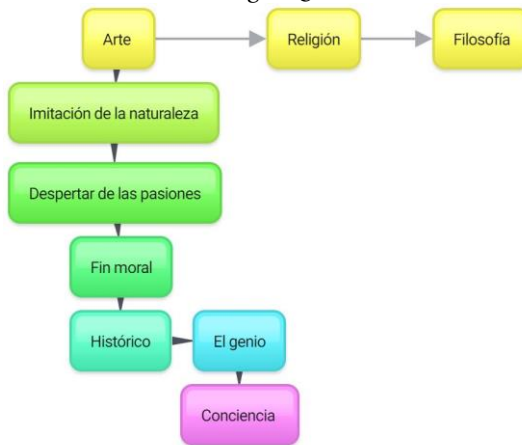 Arte
Religión
Filosofía
Imitación de la naturaleza
Despertar de las pasiones
Fin moral
Histórico
El genio
Conciencia